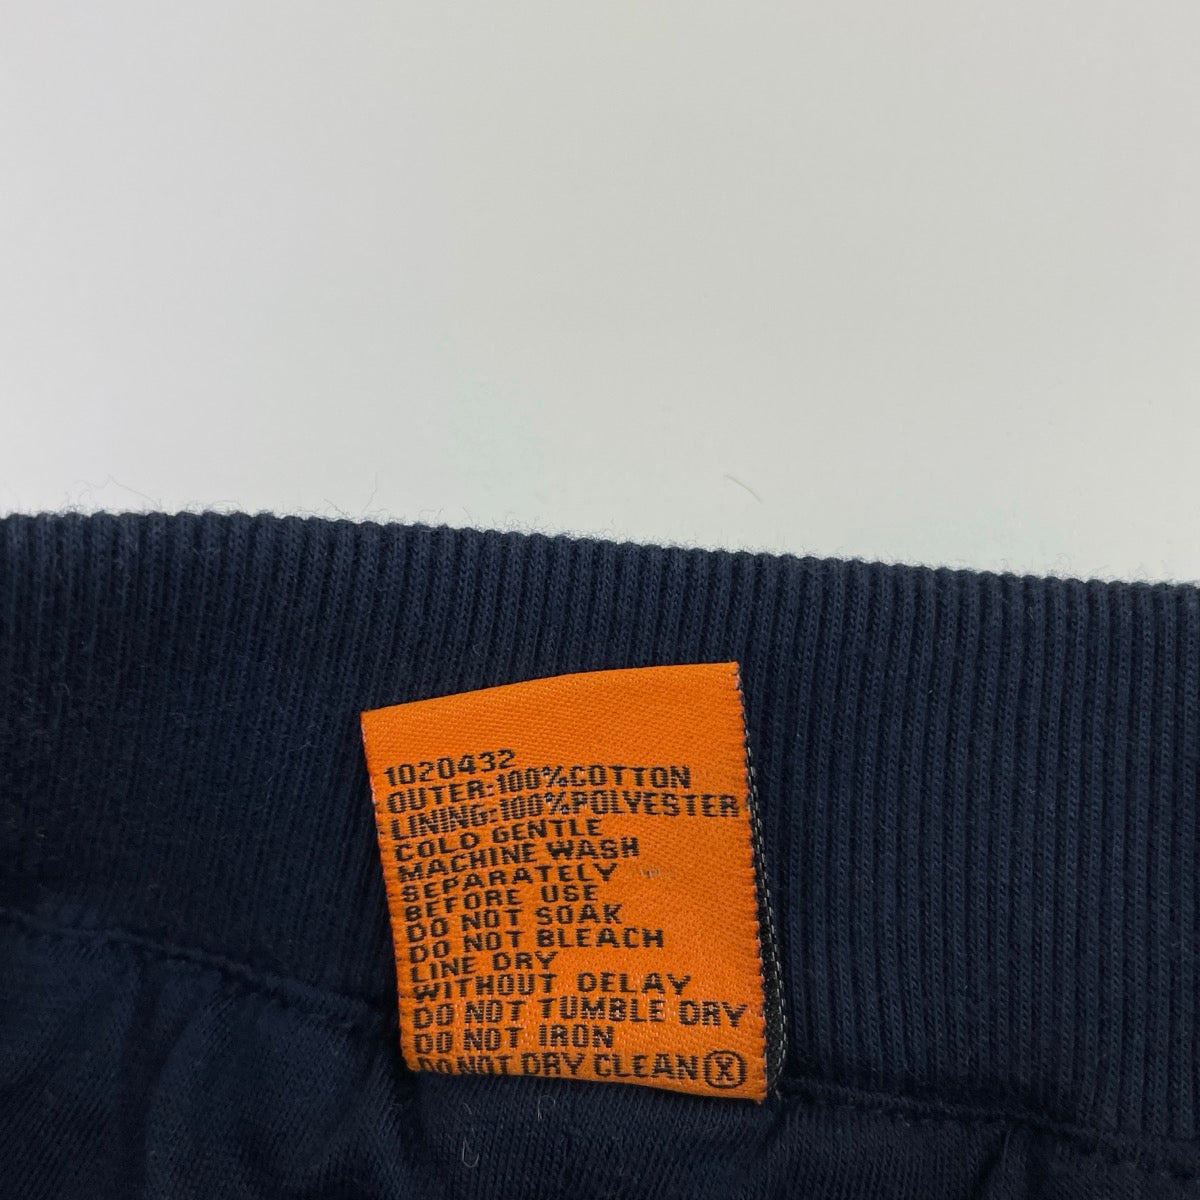 1020432
OUTER:100%COTTON
LINING:100%POLYESTER
COLD GENTLE
MACHINE WASH
SEPARATELY
BEFORE USE
DO NOT SOAK
DO NOT BLEACH
LINE DRY
WITHOUT DELAY
DO NOT TUMBLE DRY
DO NOT IRON
DO NOT DRY CLEAN Ⓧ